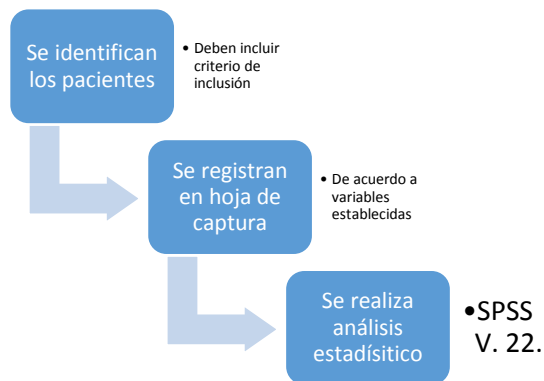 Se identifican
los pacientes
• Deben incluir
criterio de
inclusión
Se registran
en hoja de
captura
• De acuerdo a
variables
establecidas
Se realiza
análisis
estadísitico
•SPSS
V. 22.